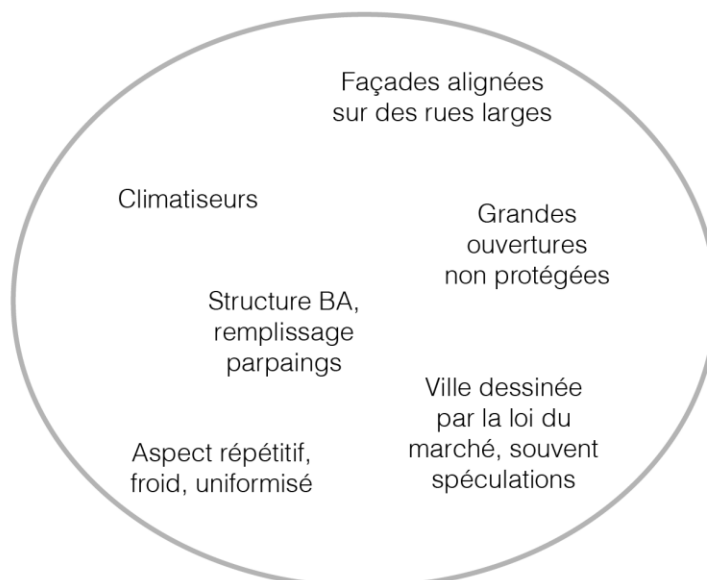 Façades alignées
sur des rues larges
Climatiseurs
Grandes
ouvertures
non protégées
Structure BA,
remplissage
parpaings
Ville dessinée
par la loi du
marché, souvent
spéculations
Aspect répétitif,
froid, uniformisé